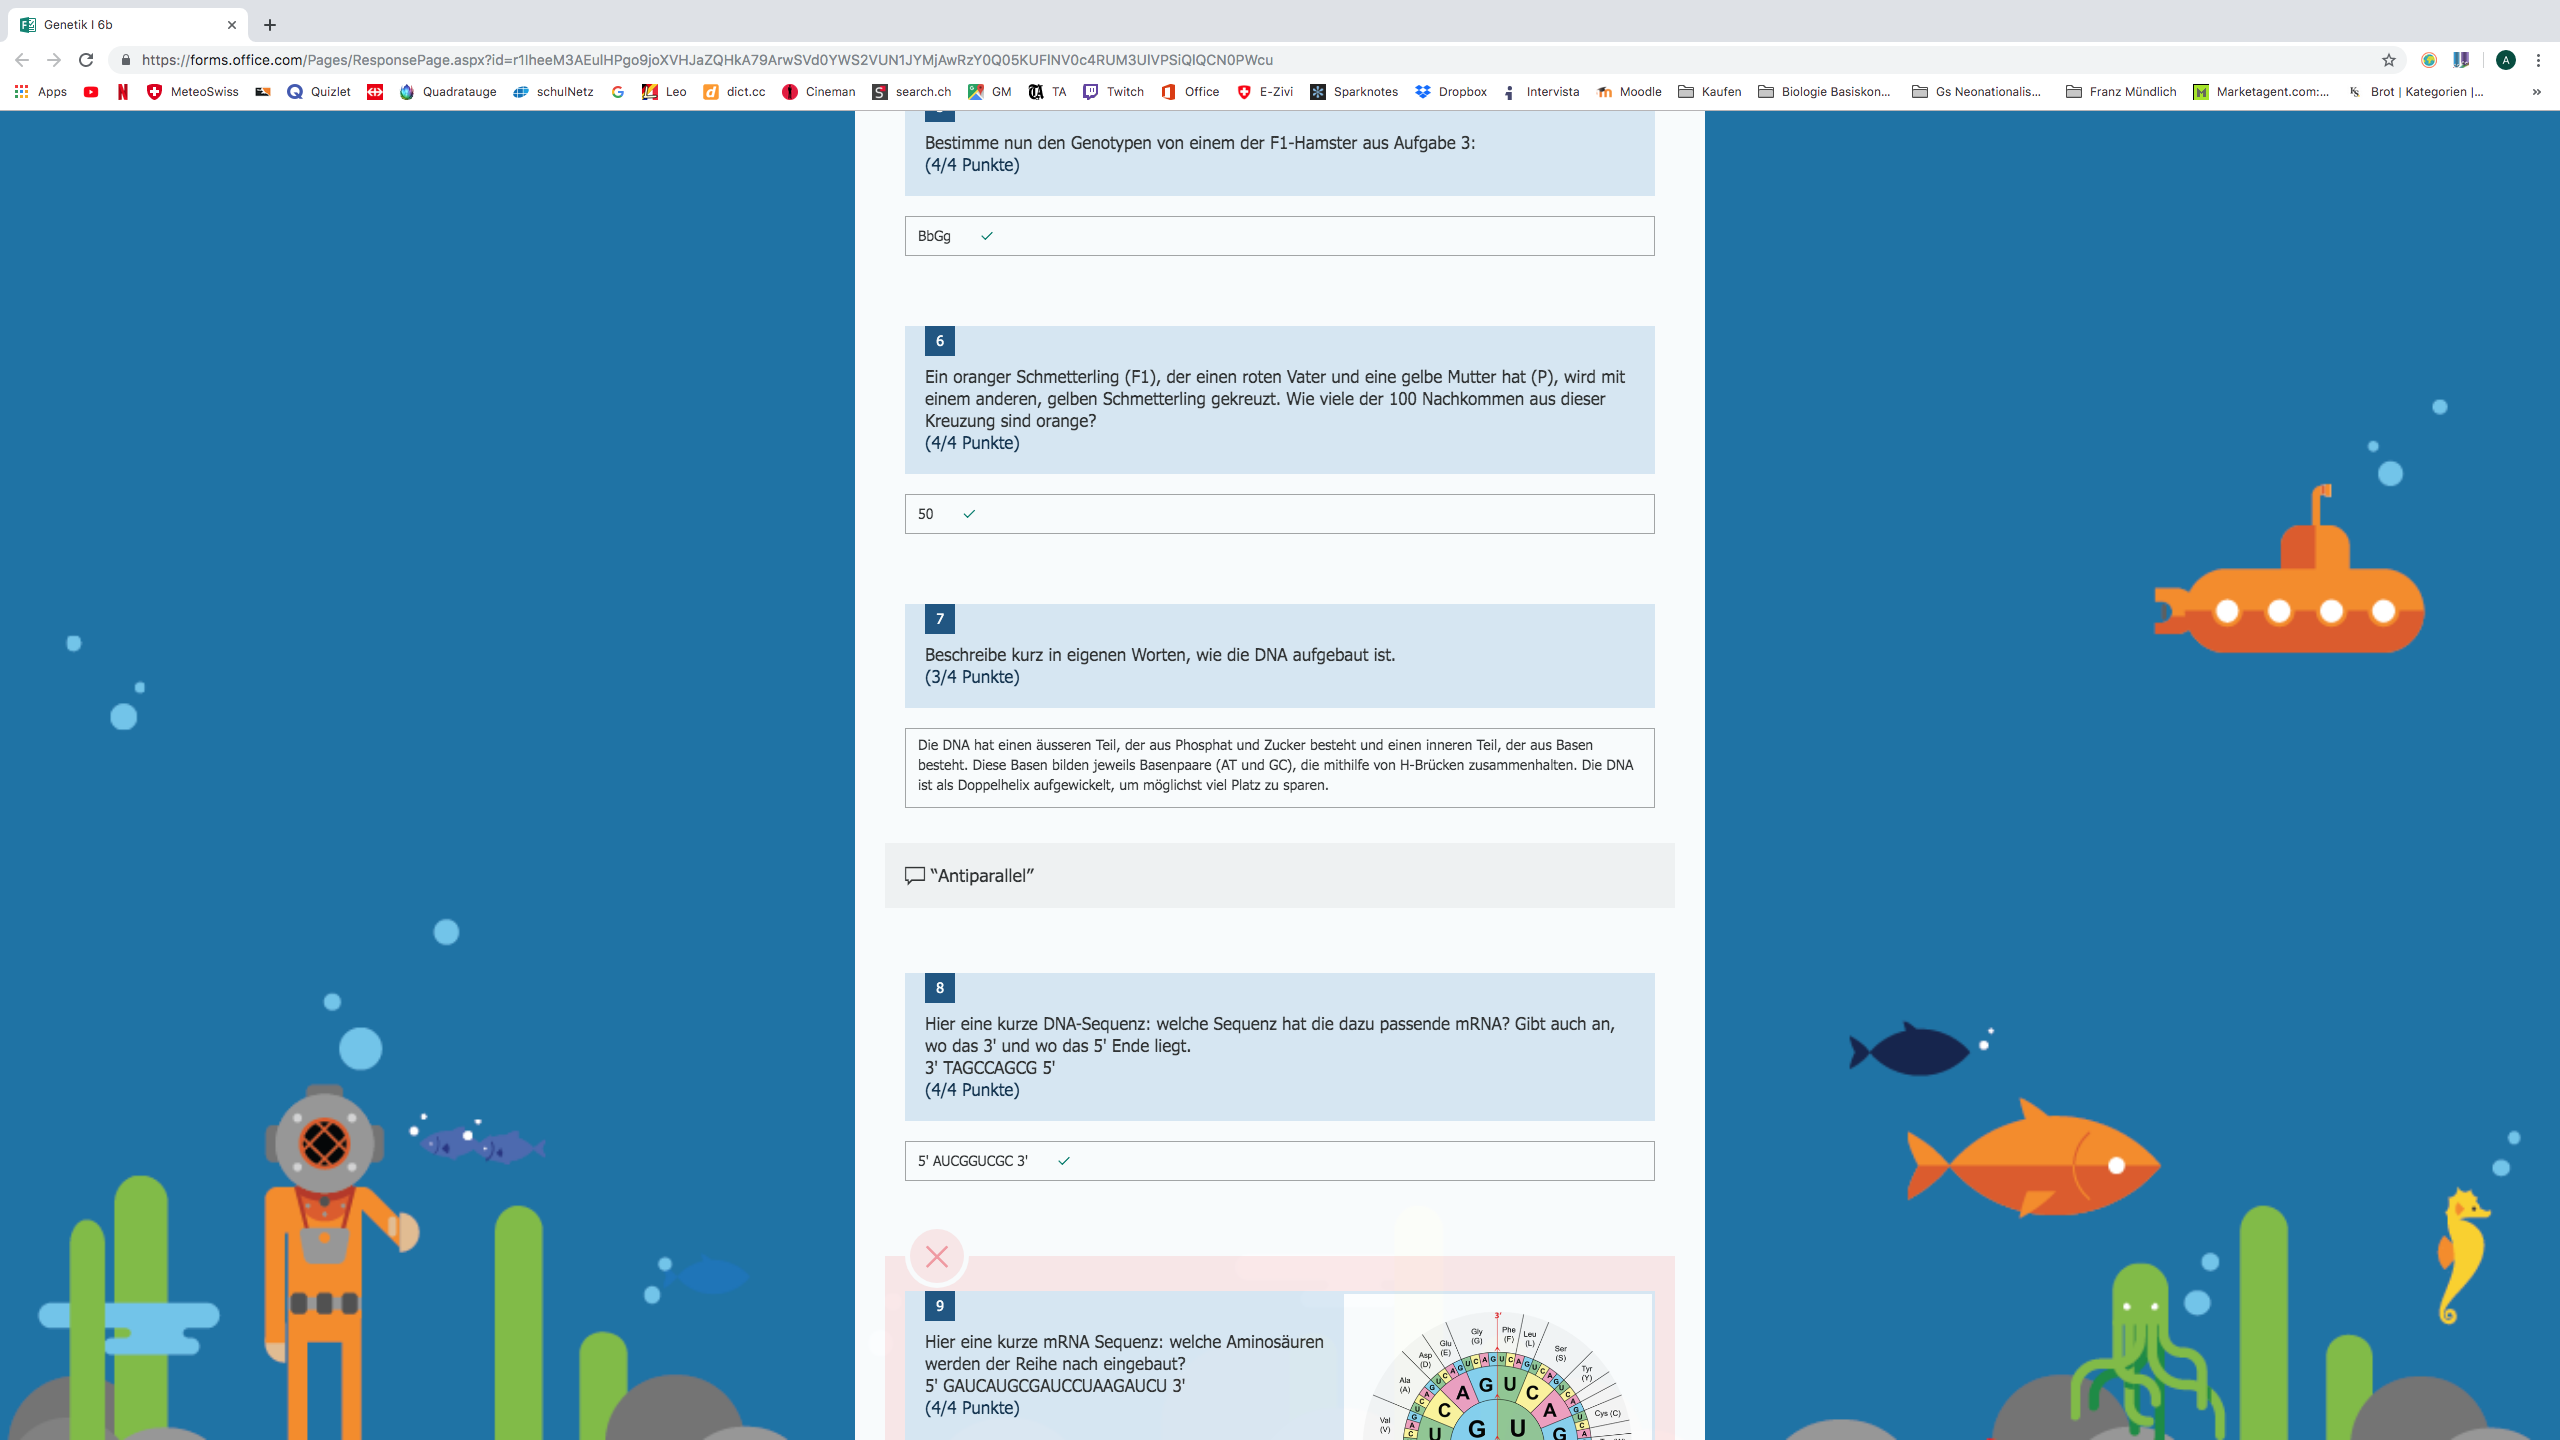 Genetik I 6b
https://forms.office.com/Pages/ResponsePage.aspx?id=r1IheeM3AEulHPgo9joXVHJaZQHkA79ArwSVd0YWS2VUN1JYMjAwRzY0Q05KUFlNV0c4RUM3UlVPSiQlQCN0PWcu
A
Apps MeteoSwiss Quizlet Quadratauge schulNetz Leo dict.cc Cineman search.ch GM TA Twitch Office E-Zivi Sparknotes Dropbox Intervista Moodle Kaufen Biologie Basiskon... Gs Neonationalis... Franz Mündlich Marketagent.com:... Brot | Kategorien |... »
Bestimme nun den Genotypen von einem der F1-Hamster aus Aufgabe 3:
(4/4 Punkte)
BbGg
6
Ein oranger Schmetterling (F1), der einen roten Vater und eine gelbe Mutter hat (P), wird mit
einem anderen, gelben Schmetterling gekreuzt. Wie viele der 100 Nachkommen aus dieser
Kreuzung sind orange?
(4/4 Punkte)
50
7
Beschreibe kurz in eigenen Worten, wie die DNA aufgebaut ist.
(3/4 Punkte)
Die DNA hat einen äusseren Teil, der aus Phosphat und Zucker besteht und einen inneren Teil, der aus Basen
besteht. Diese Basen bilden jeweils Basenpaare (AT und GC), die mithilfe von H-Brücken zusammenhalten. Die DNA
ist als Doppelhelix aufgewickelt, um möglichst viel Platz zu sparen.
“Antiparallel”
8
Hier eine kurze DNA-Sequenz: welche Sequenz hat die dazu passende mRNA? Gibt auch an,
wo das 3' und wo das 5' Ende liegt.
3' TAGCCAGCG 5'
(4/4 Punkte)
5' AUCGGUCGC 3'
9
Hier eine kurze mRNA Sequenz: welche Aminosäuren
werden der Reihe nach eingebaut?
5' GAUCAUGCGAUCCUAAGAUCU 3'
(4/4 Punkte)
3'
Gly (G)
Phe (F)
Leu (L)
Glu (E)
Ser (S)
Asp (D)
Tyr (Y)
Ala (A)
Cys (C)
Val (V)
A G U C
C A
U G U G